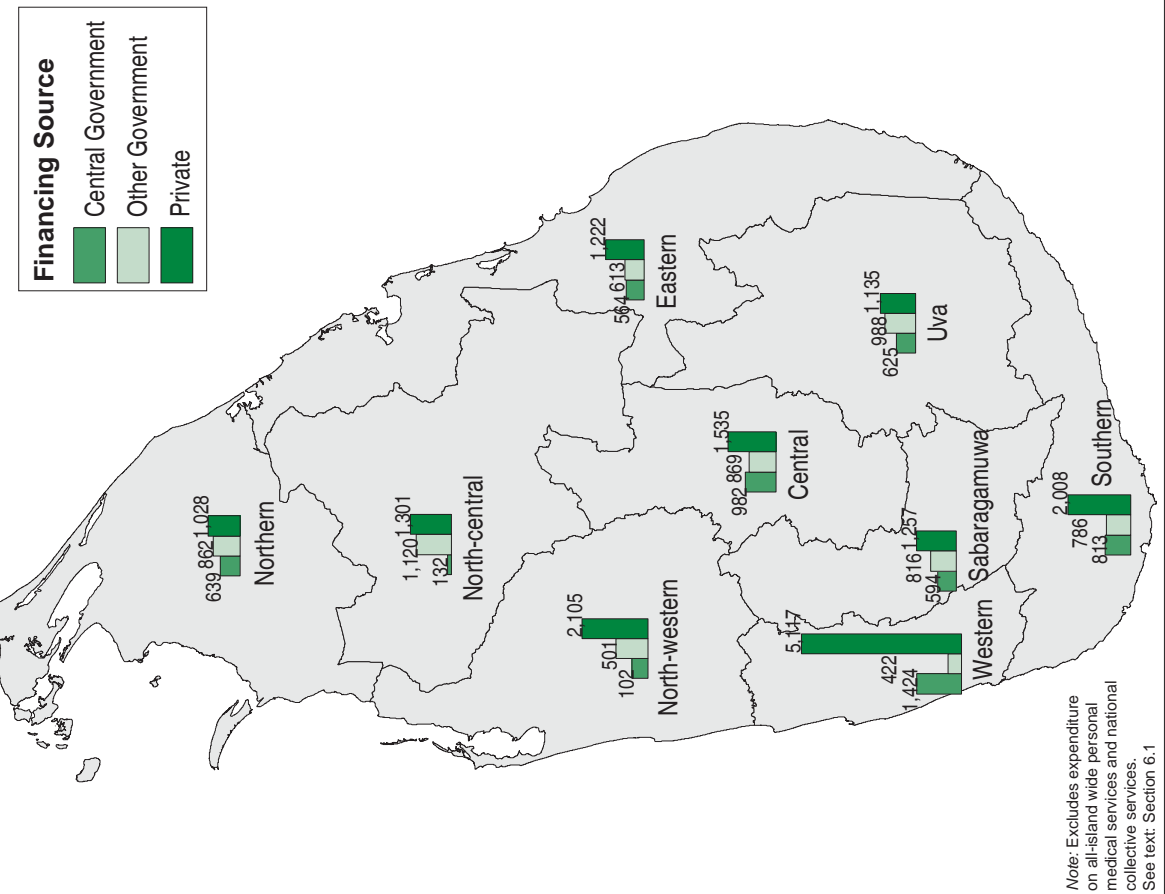 Financing Source
Central Government
Other Government
Private
639 862 1,028
Northern
132 1,120 1,301
North-central
102 501 2,105
North-western
564 613 1,222
Eastern
982 869 1,535
Central
625 988 1,135
Uva
1,424 422 5,117
Western
594 816 1,257
Sabaragamuwa
813 786 2,008
Southern
Note: Excludes expenditure
on all-island wide personal
medical services and national
collective services.
See text: Section 6.1